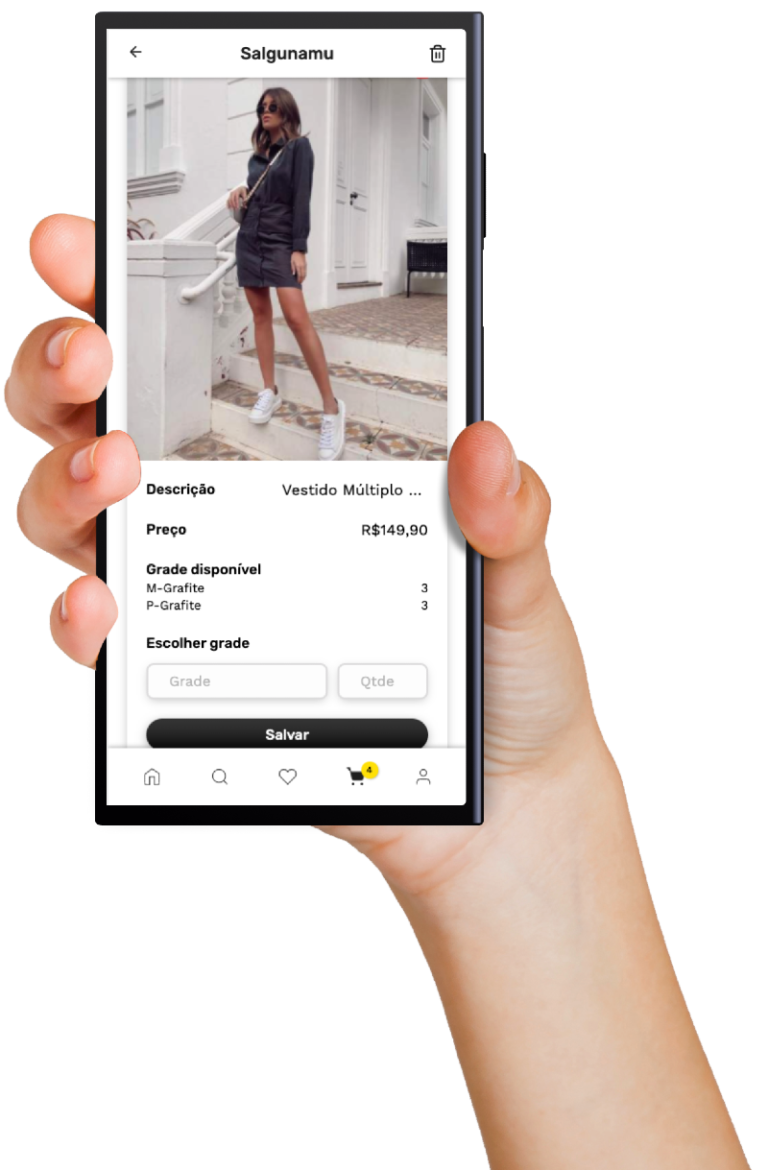 Salgunamu
Descrição Vestido Múltiplo ...
Preço R$149,90
Grade disponível
M-Grafite 3
P-Grafite 3
Escolher grade
Grade Qtde
Salvar
4